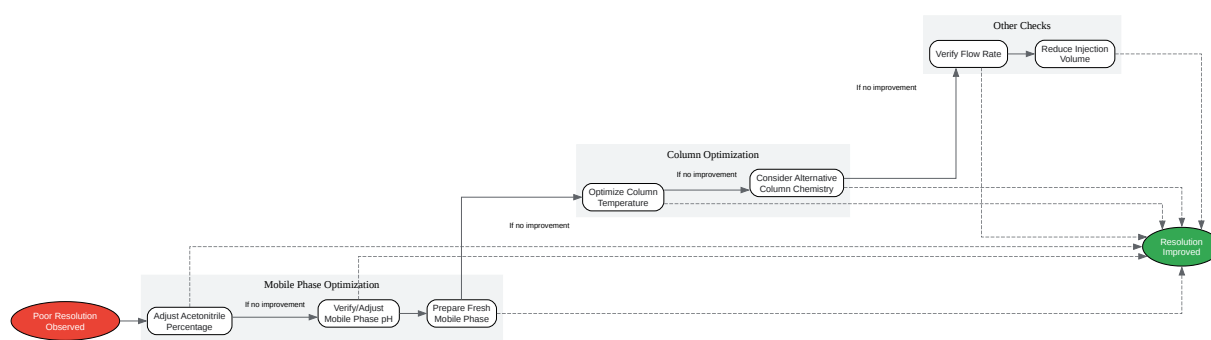 Other Checks
Verify Flow Rate
Reduce Injection
Volume
If no improvement
Column Optimization
If no improvement
Optimize Column
Temperature
Consider Alternative
Column Chemistry
If no improvement
Resolution
Improved
Mobile Phase Optimization
If no improvement
Poor Resolution
Observed
Adjust Acetonitrile
Percentage
Verify/Adjust
Mobile Phase pH
Prepare Fresh
Mobile Phase